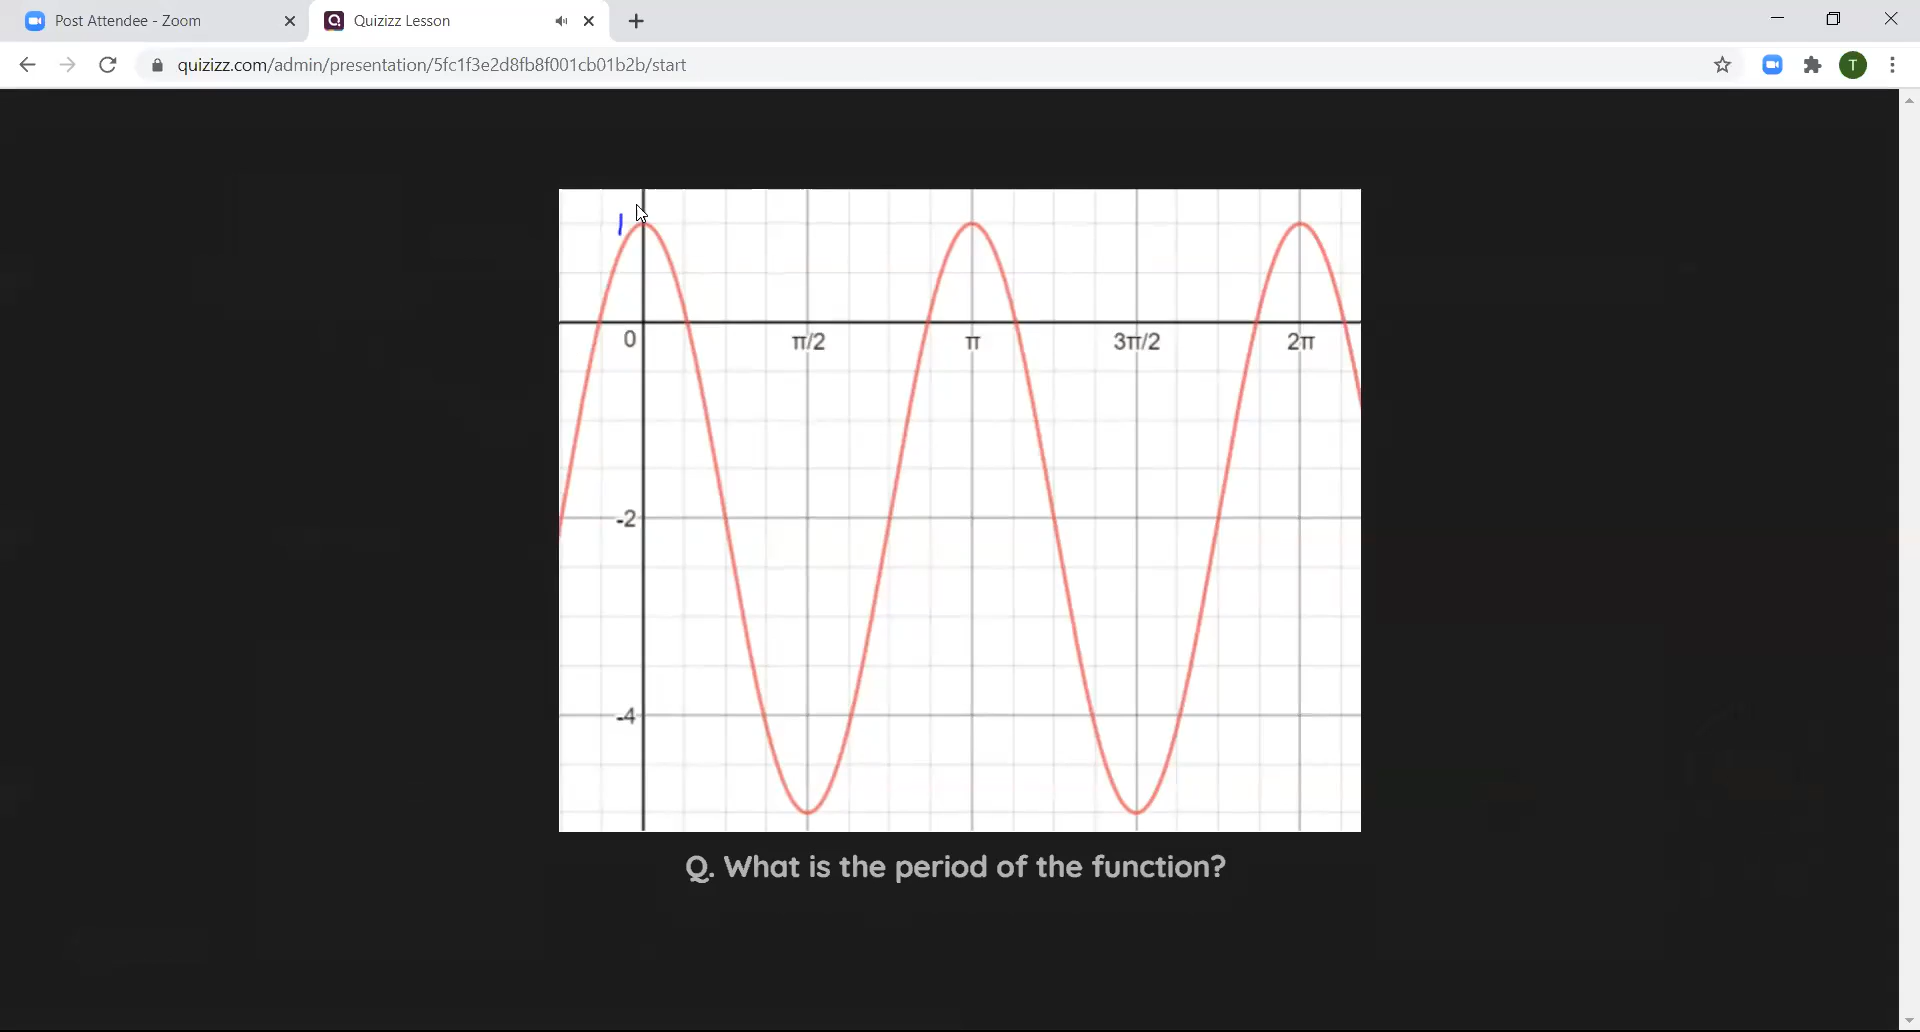 Post Attendee - Zoom
Quizizz Lesson
quizizz.com/admin/presentation/5fc1f3e2d8fb8f001cb01b2b/start
T
1
0
π/2
π
3π/2
2π
-2
-4
Q. What is the period of the function?